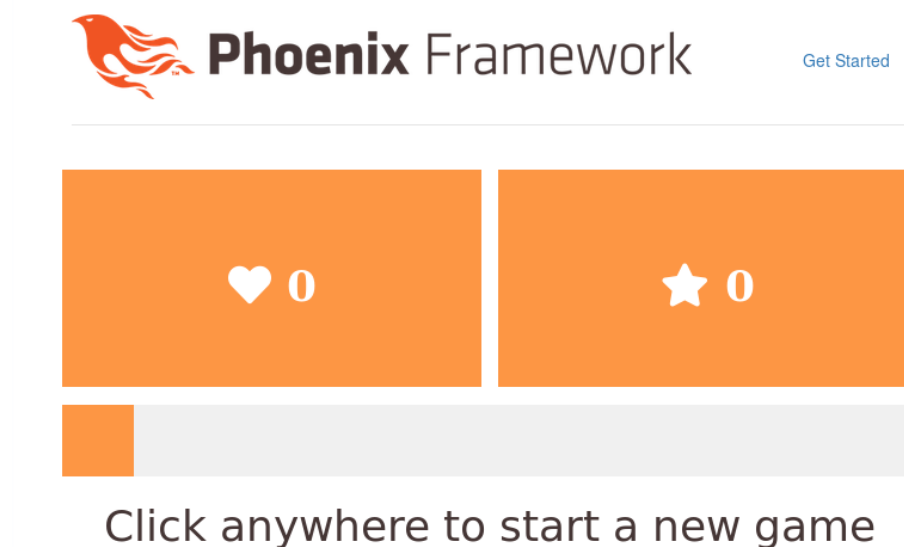 Phoenix Framework
Get Started
0
0
Click anywhere to start a new game